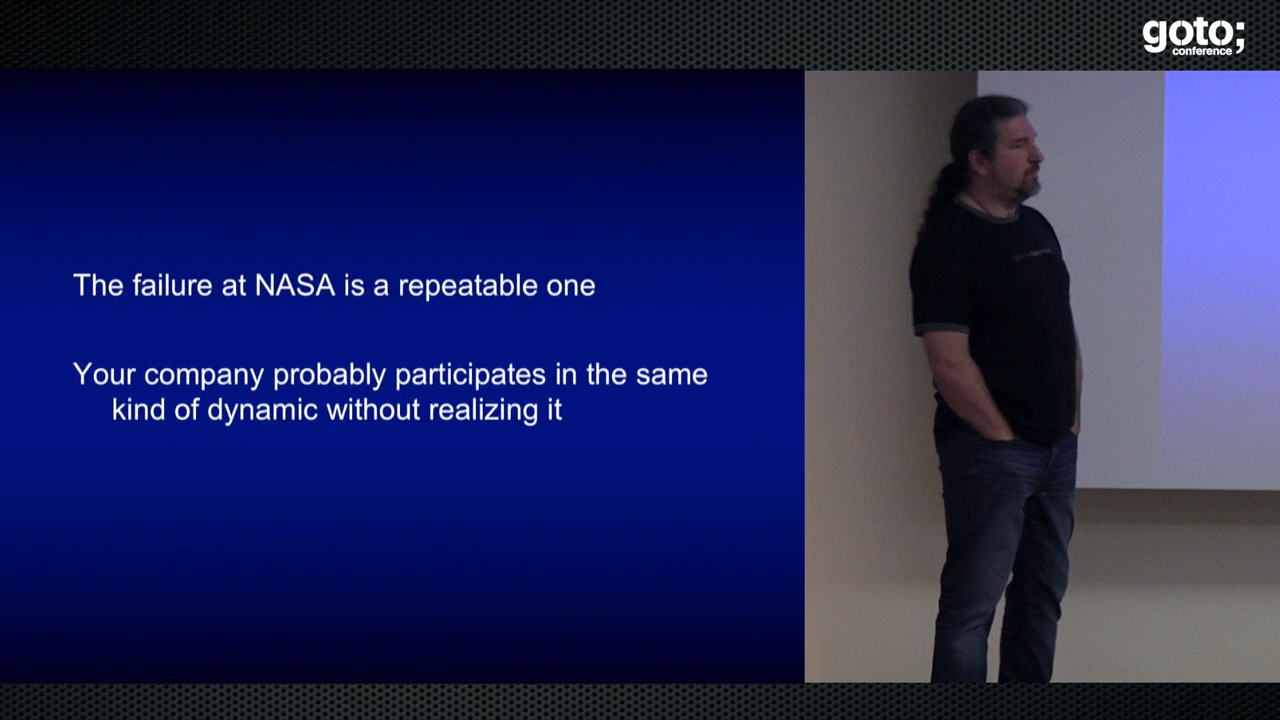 goto;
conference
The failure at NASA is a repeatable one
Your company probably participates in the same
kind of dynamic without realizing it